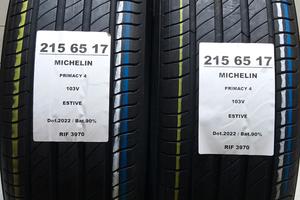 215 65 17
MICHELIN
PRIMACY 4
103V
ESTIVE
Dot.2022 / Bat.90%
RIF 3970
215 65 17
MICHELIN
PRIMACY 4
103V
ESTIVE
Dot.2022 / Bat.90%
RIF 3970